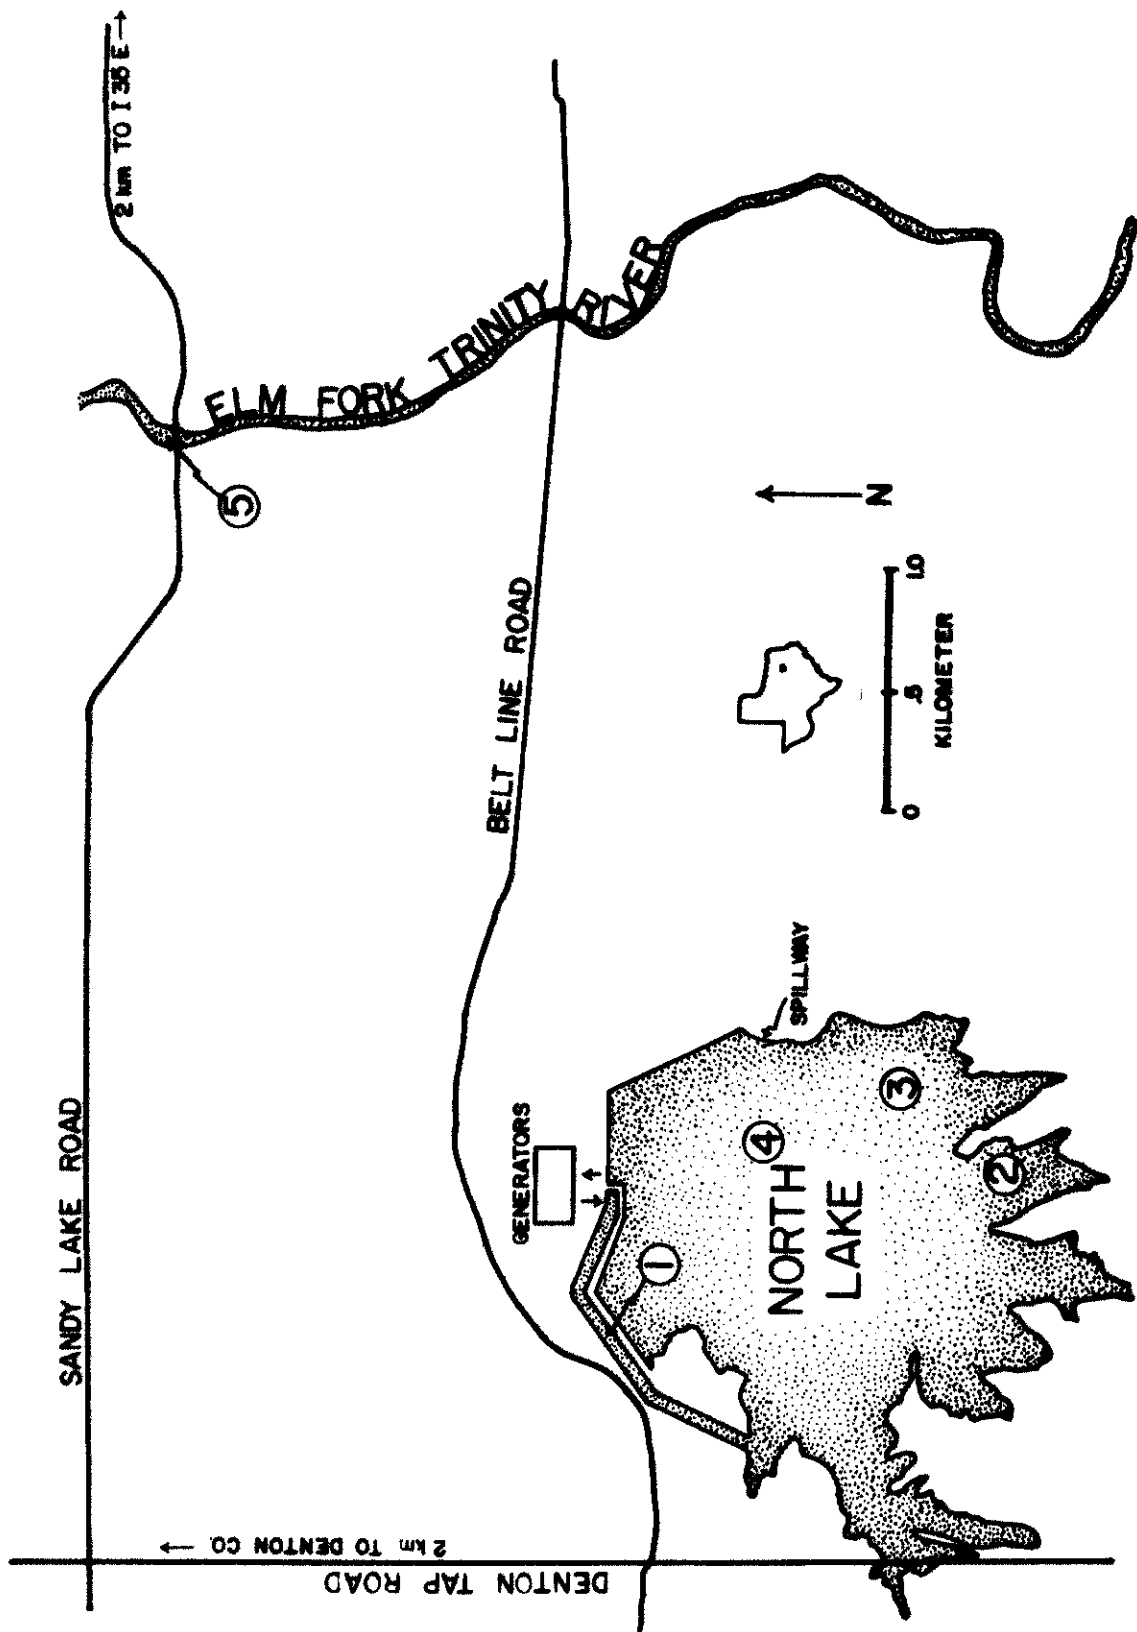 SANDY LAKE ROAD
2 km TO I 35 E →
DENTON TAP ROAD
2 km TO DENTON CO. →
5
ELM FORK TRINITY RIVER
BELT LINE ROAD
GENERATORS
1
NORTH
LAKE
4
3
2
SPILLWAY
N
0 .5 1.0
KILOMETER